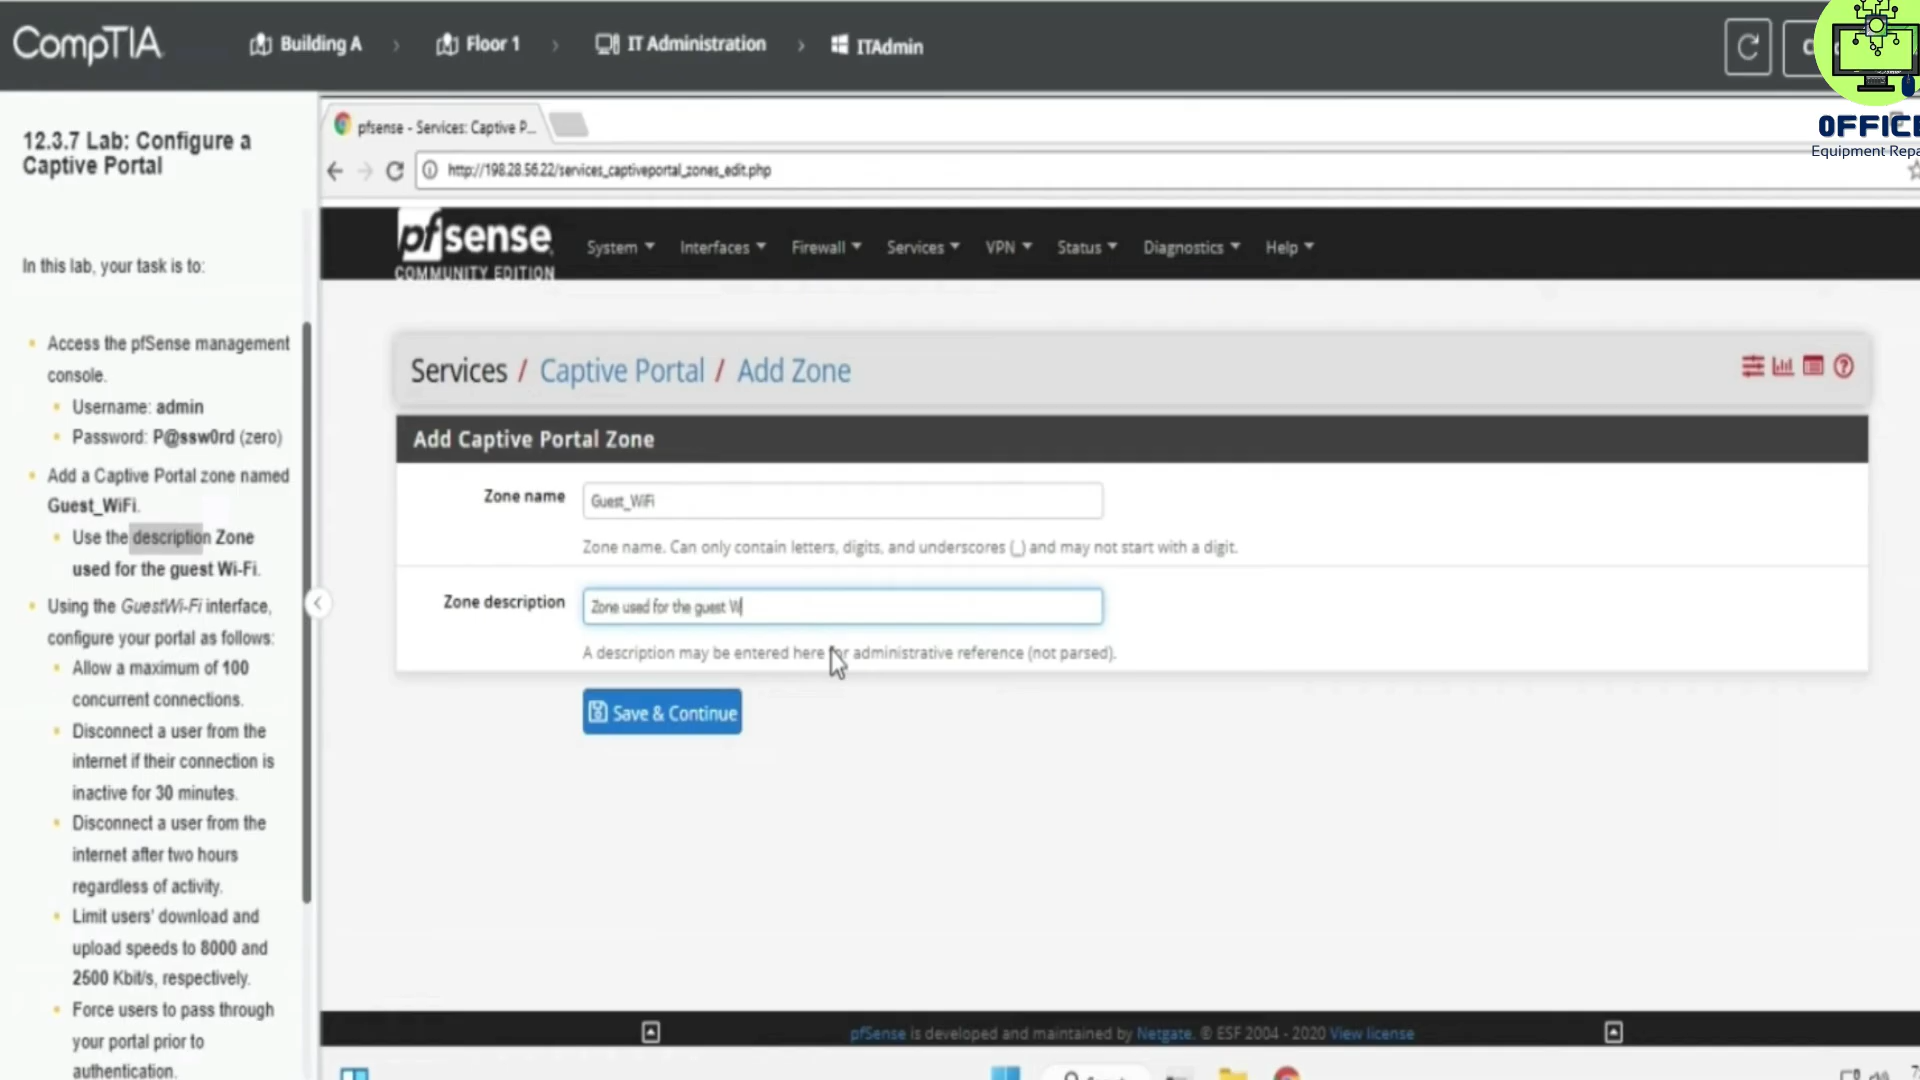 CompTIA
Building A > Floor 1 > IT Administration > ITAdmin
OFFICE
Equipment Repa
12.3.7 Lab: Configure a
Captive Portal
In this lab, your task is to:
Access the pfSense management
console.
Username: admin
Password: P@ssw0rd (zero)
Add a Captive Portal zone named
Guest_WiFi.
Use the description Zone
used for the guest Wi-Fi.
Using the GuestWi-Fi interface,
configure your portal as follows:
Allow a maximum of 100
concurrent connections.
Disconnect a user from the
internet if their connection is
inactive for 30 minutes.
Disconnect a user from the
internet after two hours
regardless of activity.
Limit users' download and
upload speeds to 8000 and
2500 Kbit/s, respectively.
Force users to pass through
your portal prior to
authentication.
pfsense - Services: Captive P...
http://198.28.56.22/services_captiveportal_zones_edit.php
pfsense
COMMUNITY EDITION
System Interfaces Firewall Services VPN Status Diagnostics Help
Services / Captive Portal / Add Zone
Add Captive Portal Zone
Zone name Guest_WiFi
Zone name. Can only contain letters, digits, and underscores (_) and may not start with a digit.
Zone description Zone used for the guest W
A description may be entered here for administrative reference (not parsed).
Save & Continue
pfSense is developed and maintained by Netgate. © ESF 2004 - 2020 View license